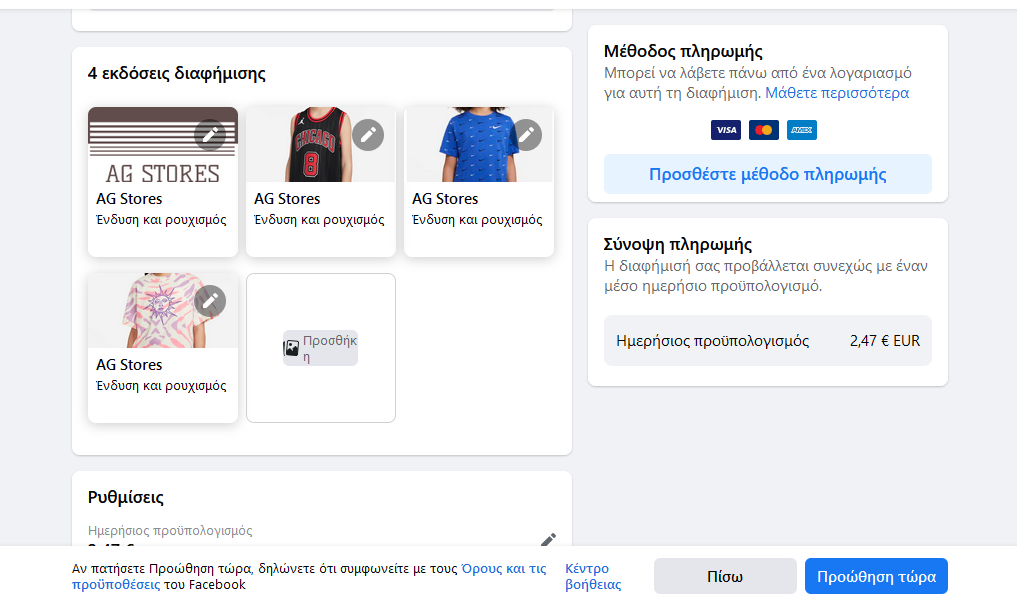 4 εκδόσεις διαφήμισης
AG STORES
AG Stores
Ένδυση και ρουχισμός
CHICAGO
8
AG Stores
Ένδυση και ρουχισμός
AG Stores
Ένδυση και ρουχισμός
AG Stores
Ένδυση και ρουχισμός
Προσθήκ
η
Ρυθμίσεις
Ημερήσιος προϋπολογισμός
Μέθοδος πληρωμής
Μπορεί να λάβετε πάνω από ένα λογαριασμό
για αυτή τη διαφήμιση. Μάθετε περισσότερα
VISA
AMEX
Προσθέστε μέθοδο πληρωμής
Σύνοψη πληρωμής
Η διαφήμισή σας προβάλλεται συνεχώς με έναν
μέσο ημερήσιο προϋπολογισμό.
Ημερήσιος προϋπολογισμός 2,47 € EUR
Αν πατήσετε Προώθηση τώρα, δηλώνετε ότι συμφωνείτε με τους Όρους και τις
προϋποθέσεις του Facebook
Κέντρο
βοήθειας
Πίσω
Προώθηση τώρα